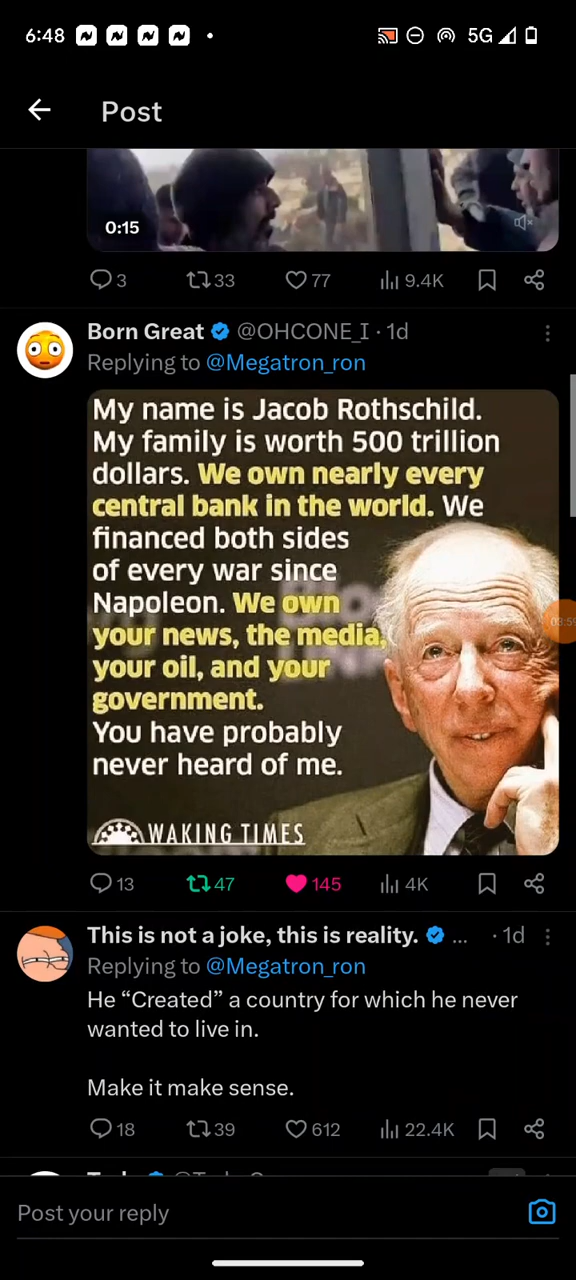 6:48
5G
Post
0:15
3 33 77 9.4K
Born Great @OHCONE_I · 1d
Replying to @Megatron_ron
My name is Jacob Rothschild.
My family is worth 500 trillion
dollars. We own nearly every
central bank in the world. We
financed both sides
of every war since
Napoleon. We own
your news, the media,
your oil, and your
government.
You have probably
never heard of me.
WAKING TIMES
13 47 145 4K
This is not a joke, this is reality. ... · 1d
Replying to @Megatron_ron
He “Created” a country for which he never
wanted to live in.
Make it make sense.
18 39 612 22.4K
Post your reply